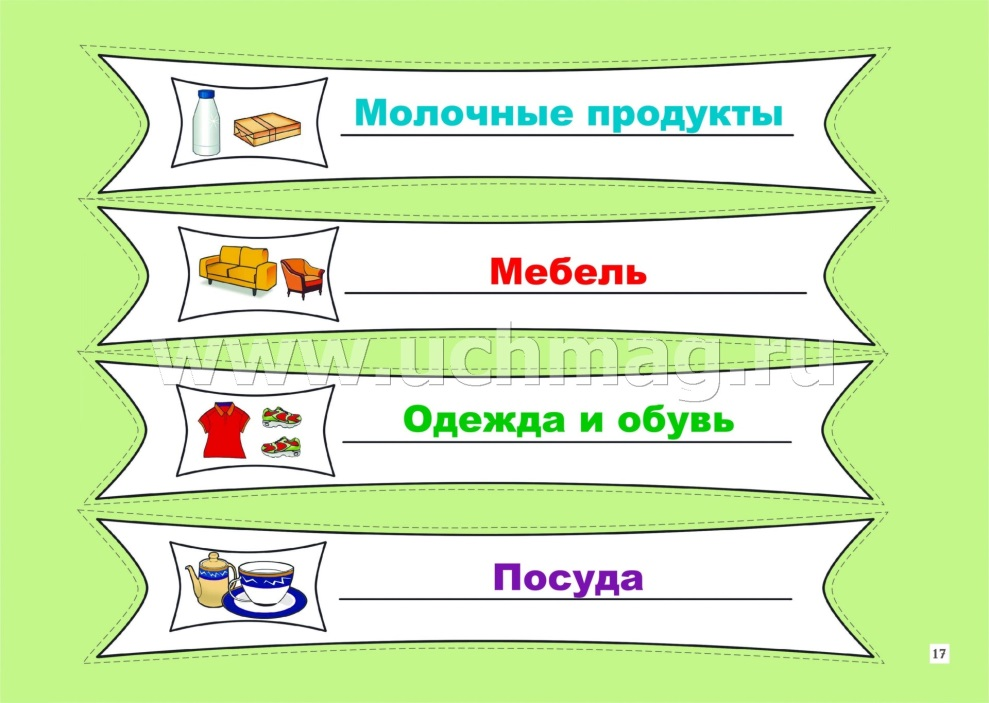 Молочные продукты
Мебель
www.uchmag.ru
Одежда и обувь
Посуда
17